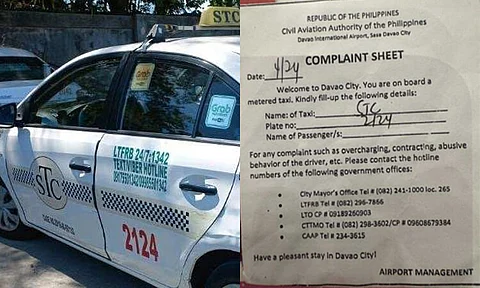 STC
Grab
Grab
LTFRB 24/7:1342
TEXT/VIBER HOTLINE
STC
2124
REPUBLIC OF THE PHILIPPINES
Civil Aviation Authority of the Philippines
Davao International Airport, Sasa Davao City
COMPLAINT SHEET
Date: 4/24
Welcome to Davao City. You are on board a
metered taxi. Kindly fill-up the following details:
Name of Taxi: STC
Plate no: 2124
Name of Passenger/s:
For any complaint such as overcharging, contracting, abusive
behavior of the driver, etc. Please contact the hotline
numbers of the following government offices:
• City Mayor's Office Tel # (082) 241-1000 loc. 265
• LTFRB Tel # (082) 296-7866
• LTO CP # 09189260903
• CTTMO Tel # (082) 298-3602/CP # 09608679384
• CAAP Tel # 234-3615
Have a pleasant stay in Davao City!
AIRPORT MANAGEMENT